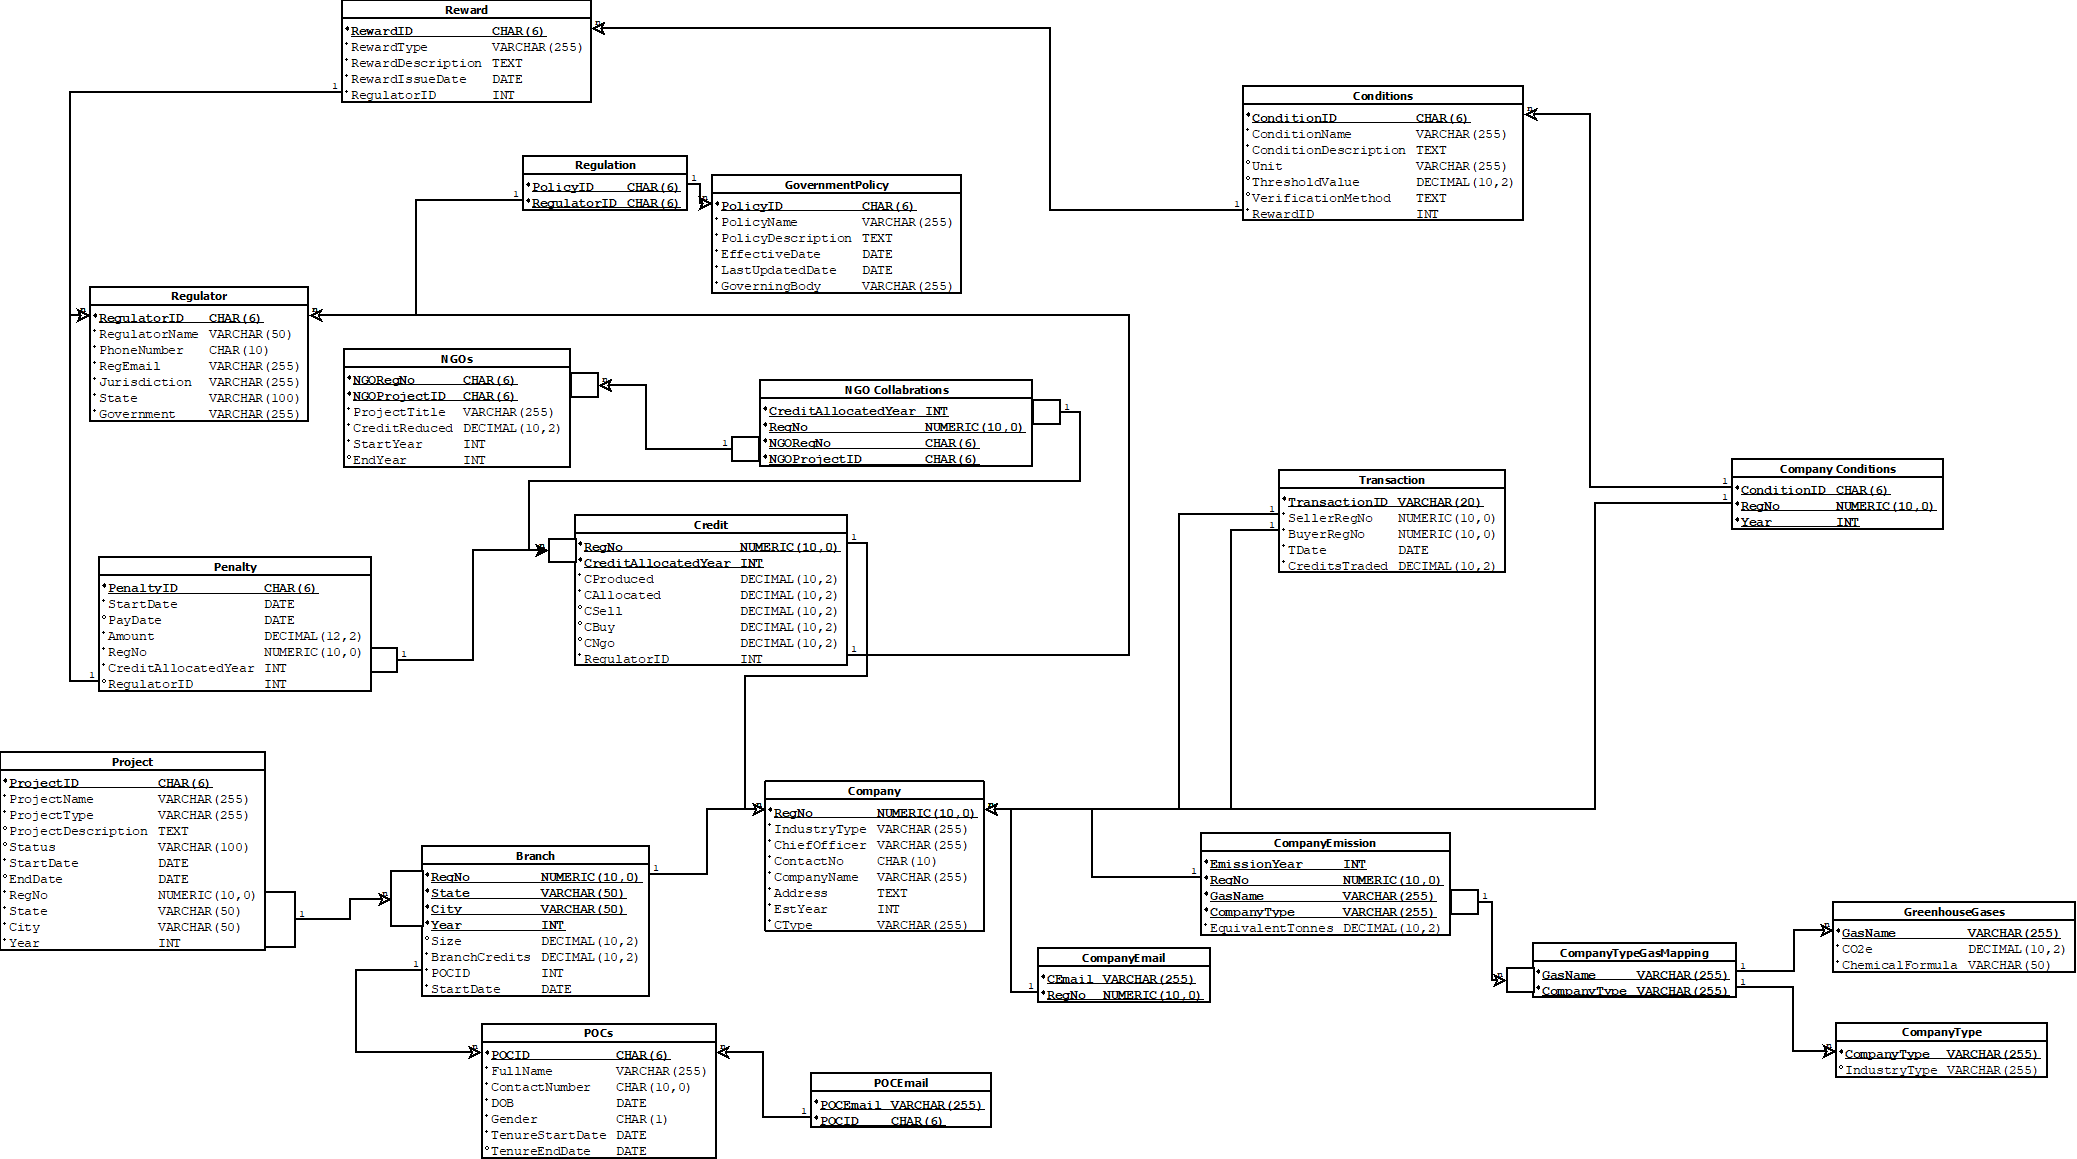 Reward
RewardID CHAR(6)
RewardType VARCHAR(255)
RewardDescription TEXT
RewardIssueDate DATE
RegulatorID INT
Conditions
ConditionID CHAR(6)
ConditionName VARCHAR(255)
ConditionDescription TEXT
Unit VARCHAR(255)
ThresholdValue DECIMAL(10,2)
VerificationMethod TEXT
RewardID INT
Regulation
PolicyID CHAR(6)
RegulatorID CHAR(6)
GovernmentPolicy
PolicyID CHAR(6)
PolicyName VARCHAR(255)
PolicyDescription TEXT
EffectiveDate DATE
LastUpdatedDate DATE
GoverningBody VARCHAR(255)
Regulator
RegulatorID CHAR(6)
RegulatorName VARCHAR(50)
PhoneNumber CHAR(10)
RegEmail VARCHAR(255)
Jurisdiction VARCHAR(255)
State VARCHAR(100)
Government VARCHAR(255)
NGOs
NGORegNo CHAR(6)
NGOProjectID CHAR(6)
ProjectTitle VARCHAR(255)
CreditReduced DECIMAL(10,2)
StartYear INT
EndYear INT
NGO Collabrations
CreditAllocatedYear INT
RegNo NUMERIC(10,0)
NGORegNo CHAR(6)
NGOProjectID CHAR(6)
Transaction
TransactionID VARCHAR(20)
SellerRegNo NUMERIC(10,0)
BuyerRegNo NUMERIC(10,0)
TDate DATE
CreditsTraded DECIMAL(10,2)
Company Conditions
ConditionID CHAR(6)
RegNo NUMERIC(10,0)
Year INT
Credit
RegNo NUMERIC(10,0)
CreditAllocatedYear INT
CProduced DECIMAL(10,2)
CAllocated DECIMAL(10,2)
CSell DECIMAL(10,2)
CBuy DECIMAL(10,2)
CNgo DECIMAL(10,2)
RegulatorID INT
Penalty
PenaltyID CHAR(6)
StartDate DATE
PayDate DATE
Amount DECIMAL(12,2)
RegNo NUMERIC(10,0)
CreditAllocatedYear INT
RegulatorID INT
Project
ProjectID CHAR(6)
ProjectName VARCHAR(255)
ProjectType VARCHAR(255)
ProjectDescription TEXT
Status VARCHAR(100)
StartDate DATE
EndDate DATE
RegNo NUMERIC(10,0)
State VARCHAR(50)
City VARCHAR(50)
Year INT
Branch
RegNo NUMERIC(10,0)
State VARCHAR(50)
City VARCHAR(50)
Year INT
Size DECIMAL(10,2)
BranchCredits DECIMAL(10,2)
POCID INT
StartDate DATE
Company
RegNo NUMERIC(10,0)
IndustryType VARCHAR(255)
ChiefOfficer VARCHAR(255)
ContactNo CHAR(10)
CompanyName VARCHAR(255)
Address TEXT
EstYear INT
CType VARCHAR(255)
CompanyEmission
EmissionYear INT
RegNo NUMERIC(10,0)
GasName VARCHAR(255)
CompanyType VARCHAR(255)
EquivalentTonnes DECIMAL(10,2)
CompanyEmail
CEmail VARCHAR(255)
RegNo NUMERIC(10,0)
CompanyTypeGasMapping
GasName VARCHAR(255)
CompanyType VARCHAR(255)
GreenhouseGases
GasName VARCHAR(255)
CO2e DECIMAL(10,2)
ChemicalFormula VARCHAR(50)
CompanyType
CompanyType VARCHAR(255)
IndustryType VARCHAR(255)
POCs
POCID CHAR(6)
FullName VARCHAR(255)
ContactNumber CHAR(10,0)
DOB DATE
Gender CHAR(1)
TenureStartDate DATE
TenureEndDate DATE
POCEmail
POCEmail VARCHAR(255)
POCID CHAR(6)